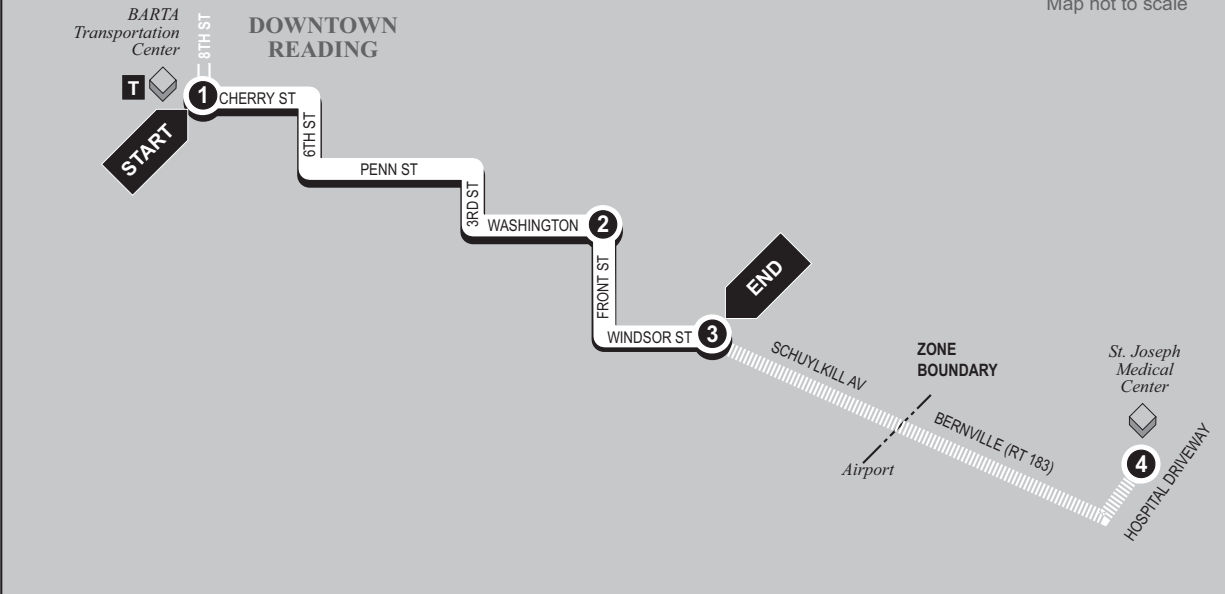 Map not to scale
BARTA
Transportation
Center
8TH ST
DOWNTOWN
READING
T
1
CHERRY ST
START
6TH ST
PENN ST
3RD ST
WASHINGTON
2
FRONT ST
END
WINDSOR ST
3
SCHUYLKILL AV
ZONE
BOUNDARY
Airport
BERNVILLE (RT 183)
St. Joseph
Medical
Center
4
HOSPITAL DRIVEWAY